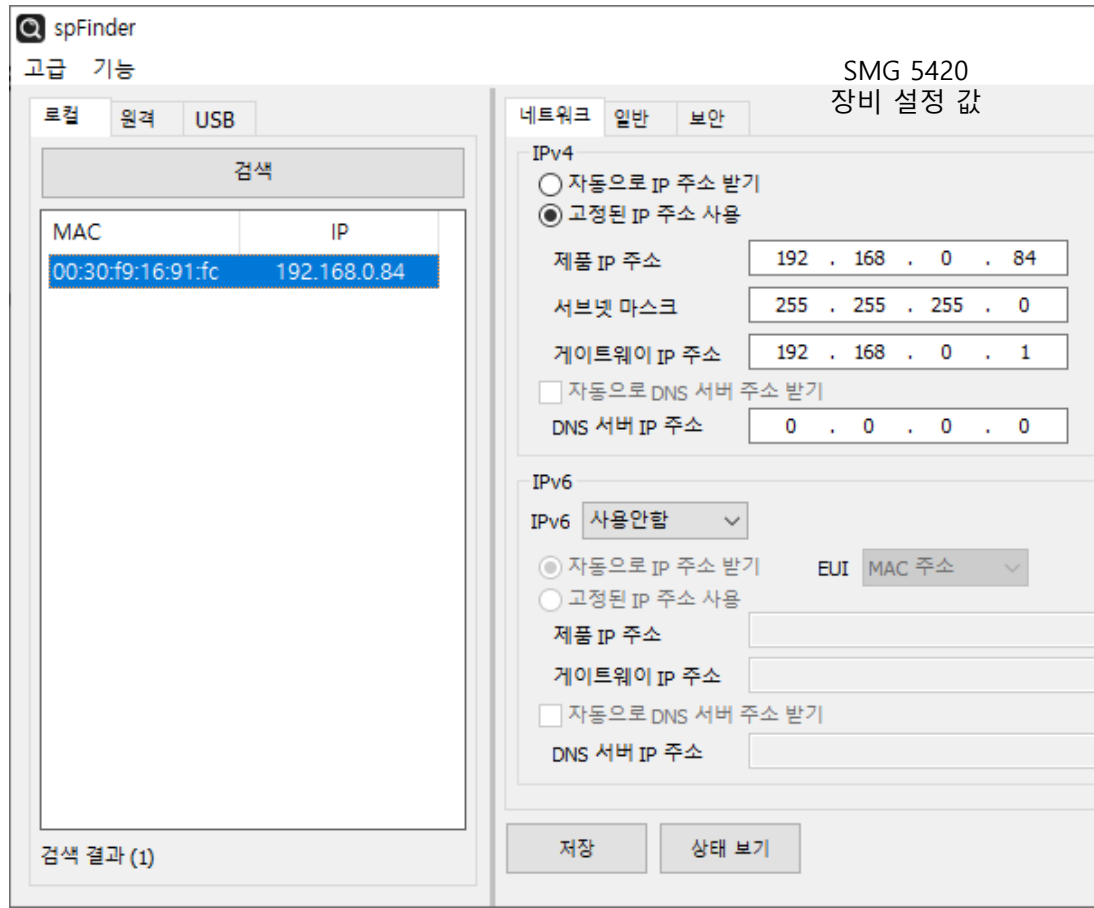 spFinder
고급 기능
SMG 5420
장비 설정 값
로컬 원격 USB
검색
MAC IP
00:30:f9:16:91:fc 192.168.0.84
검색 결과 (1)
네트워크 일반 보안
IPv4
자동으로 IP 주소 받기
고정된 IP 주소 사용
제품 IP 주소 192 . 168 . 0 . 84
서브넷 마스크 255 . 255 . 255 . 0
게이트웨이 IP 주소 192 . 168 . 0 . 1
자동으로 DNS 서버 주소 받기
DNS 서버 IP 주소 0 . 0 . 0 . 0
IPv6
IPv6 사용안함
자동으로 IP 주소 받기 EUI MAC 주소
고정된 IP 주소 사용
제품 IP 주소
게이트웨이 IP 주소
자동으로 DNS 서버 주소 받기
DNS 서버 IP 주소
저장 상태 보기